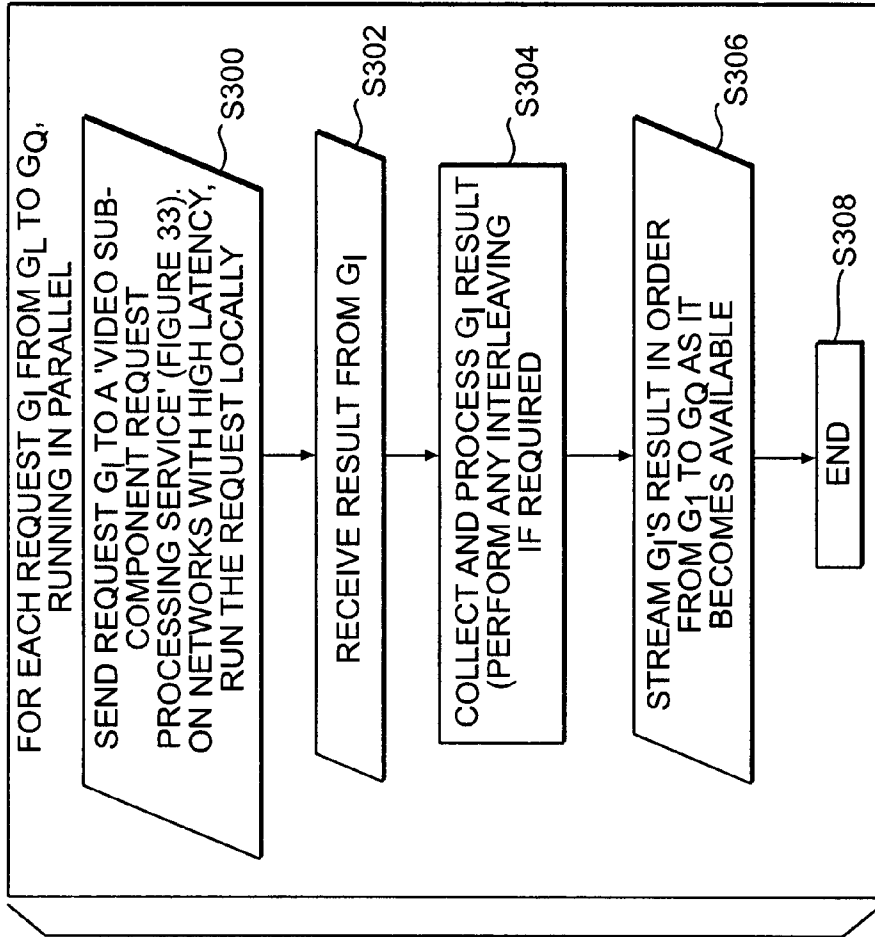 FOR EACH REQUEST GI FROM GL TO GQ,
RUNNING IN PARALLEL
SEND REQUEST GI TO A 'VIDEO SUB-
COMPONENT REQUEST
PROCESSING SERVICE' (FIGURE 33).
ON NETWORKS WITH HIGH LATENCY,
RUN THE REQUEST LOCALLY
S300
RECEIVE RESULT FROM GI
S302
COLLECT AND PROCESS GI RESULT
(PERFORM ANY INTERLEAVING
IF REQUIRED
S304
STREAM GI'S RESULT IN ORDER
FROM G1 TO GQ AS IT
BECOMES AVAILABLE
S306
END
S308